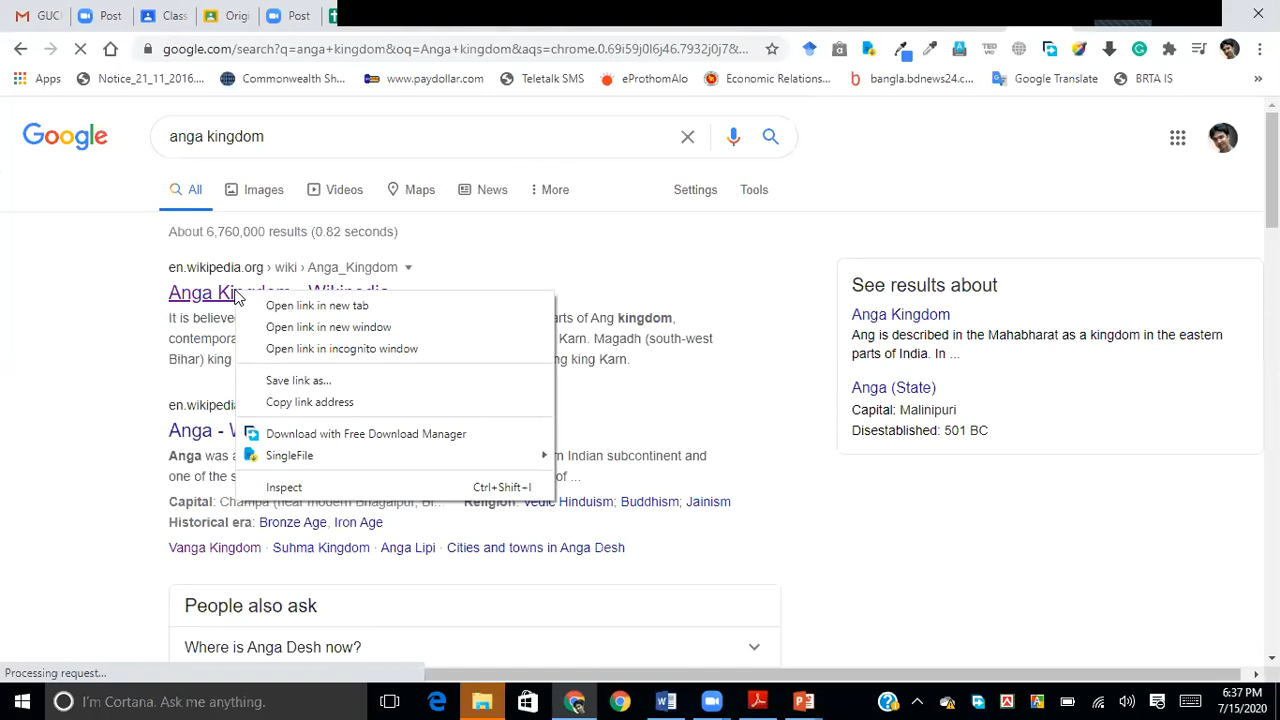 GUC
Post
Class
Origi
Post
google.com/search?q=anga+kingdom&oq=Anga+kingdom&aqs=chrome.0.69i59j0l6j46.7932j0j7&...
Apps
Notice_21_11_2016....
Commonwealth Sh...
www.paydollar.com
Teletalk SMS
eProthomAlo
Economic Relations...
bangla.bdnews24.c...
Google Translate
BRTA IS
»
Google
anga kingdom
All
Images
Videos
Maps
News
More
Settings
Tools
About 6,760,000 results (0.82 seconds)
en.wikipedia.org › wiki › Anga_Kingdom
Anga Kingdom - Wikipedia
It is believe
arts of Ang kingdom,
contempora
Karn. Magadh (south-west
Bihar) king
ng king Karn.
Open link in new tab
Open link in new window
Open link in incognito window
Save link as...
Copy link address
Download with Free Download Manager
SingleFile
Inspect Ctrl+Shift+I
en.wikipedi
Anga - W
Anga was a
n Indian subcontinent and
one of the s
of ...
Capital: Champa (near modern Bhagalpur, Bi... Religion: Vedic Hinduism; Buddhism; Jainism
Historical era: Bronze Age, Iron Age
Vanga Kingdom · Suhma Kingdom · Anga Lipi · Cities and towns in Anga Desh
People also ask
Where is Anga Desh now?
See results about
Anga Kingdom
Ang is described in the Mahabharat as a kingdom in the eastern
parts of India. In ...
Anga (State)
Capital: Malinipuri
Disestablished: 501 BC
Processing request...
I'm Cortana. Ask me anything.
6:37 PM
7/15/2020